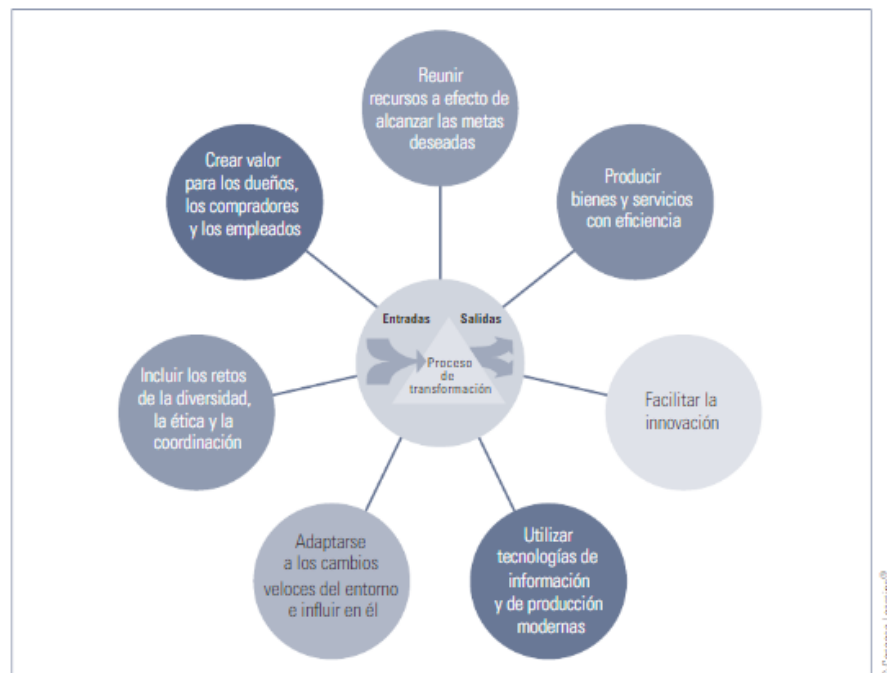 Reunir
recursos a efecto de
alcanzar las metas
deseadas
Producir
bienes y servicios
con eficiencia
Facilitar la
innovación
Utilizar
tecnologías de
información
y de producción
modernas
Adaptarse
a los cambios
veloces del entorno
e influir en él
Incluir los retos
de la diversidad,
la ética y la
coordinación
Crear valor
para los dueños,
los compradores
y los empleados
Entradas Salidas
Proceso
de
transformación